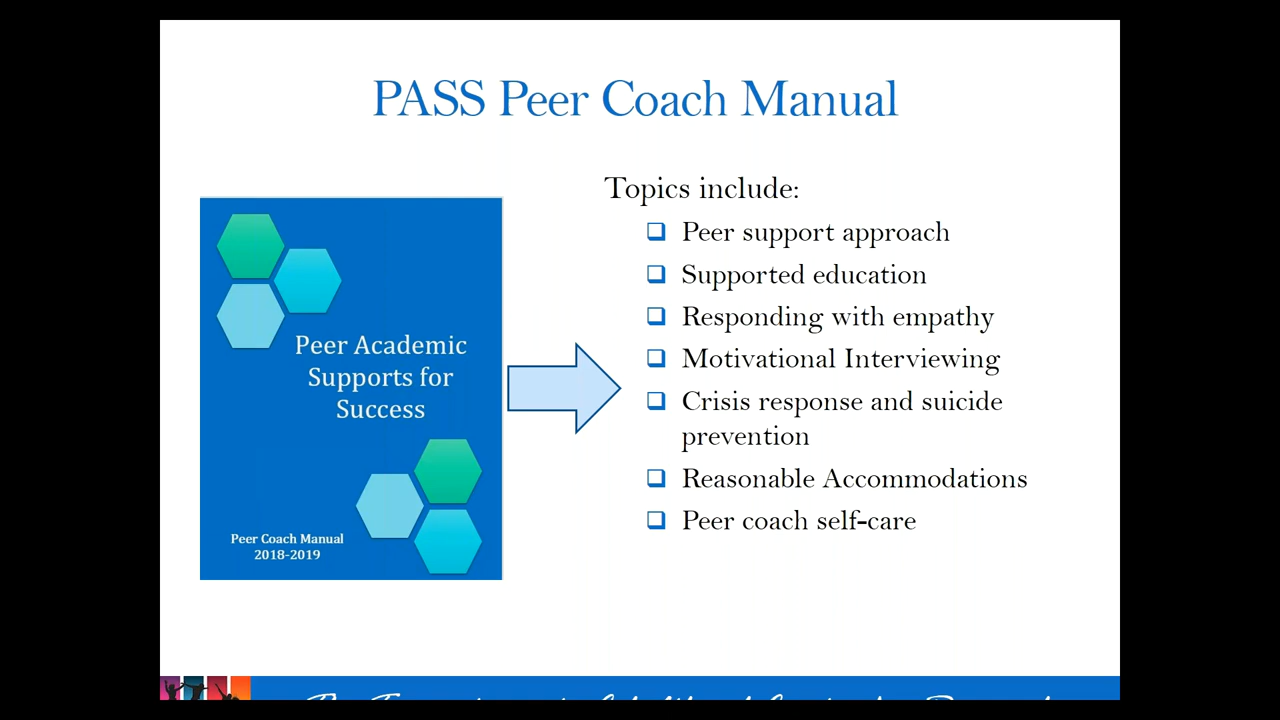 PASS Peer Coach Manual
Topics include:
Peer support approach
Supported education
Responding with empathy
Motivational Interviewing
Crisis response and suicide
prevention
Reasonable Accommodations
Peer coach self-care
Peer Academic
Supports for
Success
Peer Coach Manual
2018-2019